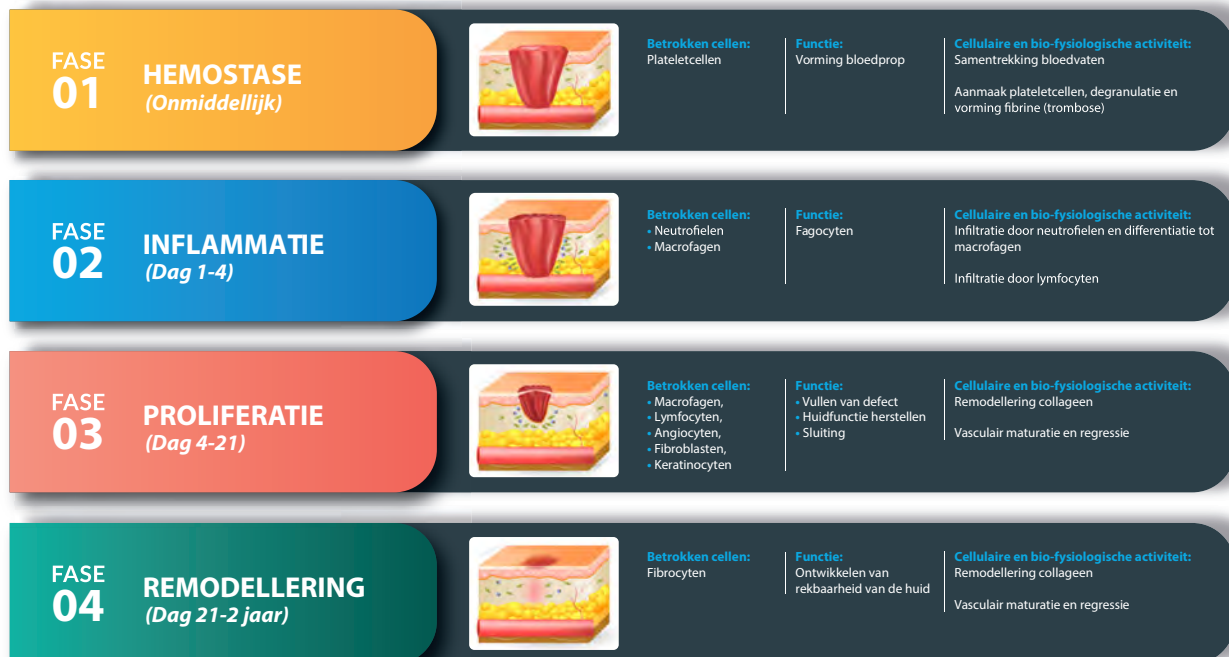 FASE
01
HEMOSTASE
(Onmiddellijk)
Betrokken cellen:
Plateletcellen
Functie:
Vorming bloedprop
Cellulaire en bio-fysiologische activiteit:
Samentrekking bloedvaten
Aanmaak plateletcellen, degranulatie en
vorming fibrine (trombose)
FASE
02
INFLAMMATIE
(Dag 1-4)
Betrokken cellen:
• Neutrofielen
• Macrofagen
Functie:
Fagocyten
Cellulaire en bio-fysiologische activiteit:
Infiltratie door neutrofielen en differentiatie tot
macrofagen
Infiltratie door lymfocyten
FASE
03
PROLIFERATIE
(Dag 4-21)
Betrokken cellen:
• Macrofagen,
• Lymfocyten,
• Angiocyten,
• Fibroblasten,
• Keratinocyten
Functie:
• Vullen van defect
• Huidfunctie herstellen
• Sluiting
Cellulaire en bio-fysiologische activiteit:
Remodellering collageen
Vasculair maturatie en regressie
FASE
04
REMODELLERING
(Dag 21-2 jaar)
Betrokken cellen:
Fibrocyten
Functie:
Ontwikkelen van
rekbaarheid van de huid
Cellulaire en bio-fysiologische activiteit:
Remodellering collageen
Vasculair maturatie en regressie